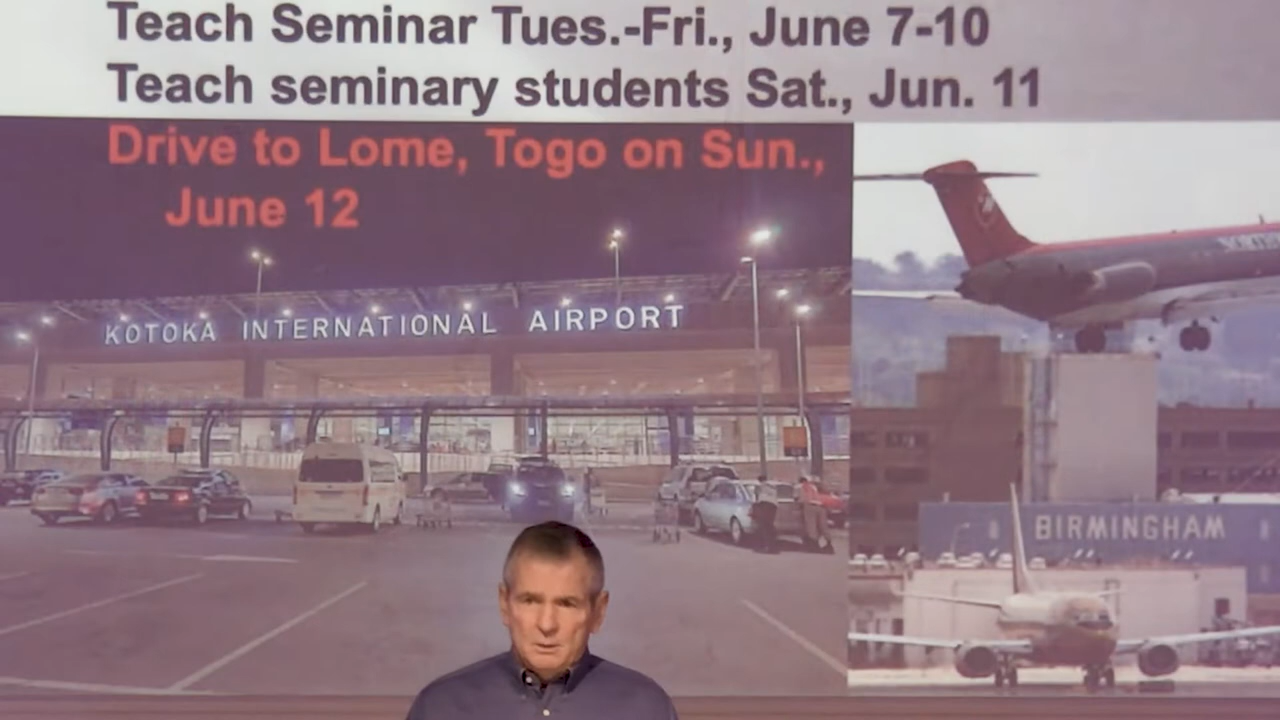 Teach Seminar Tues.-Fri., June 7-10
Teach seminary students Sat., Jun. 11
Drive to Lome, Togo on Sun.,
June 12
KOTOKA INTERNATIONAL AIRPORT
BIRMINGHAM